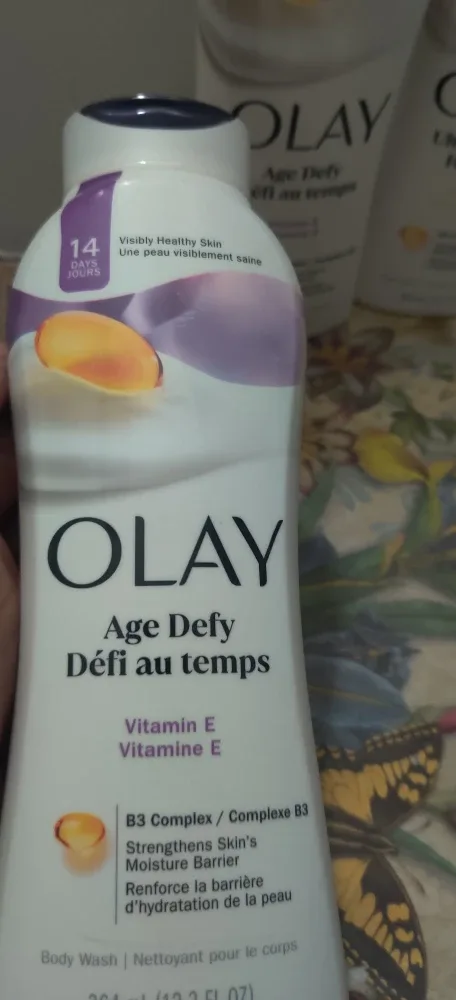 14
DAYS
JOURS
Visibly Healthy Skin
Une peau visiblement saine
OLAY
Age Defy
Défi au temps
Vitamin E
Vitamine E
B3 Complex / Complexe B3
Strengthens Skin's
Moisture Barrier
Renforce la barrière
d'hydratation de la peau
Body Wash | Nettoyant pour le corps
OLAY
Age Defy
éfi au temps